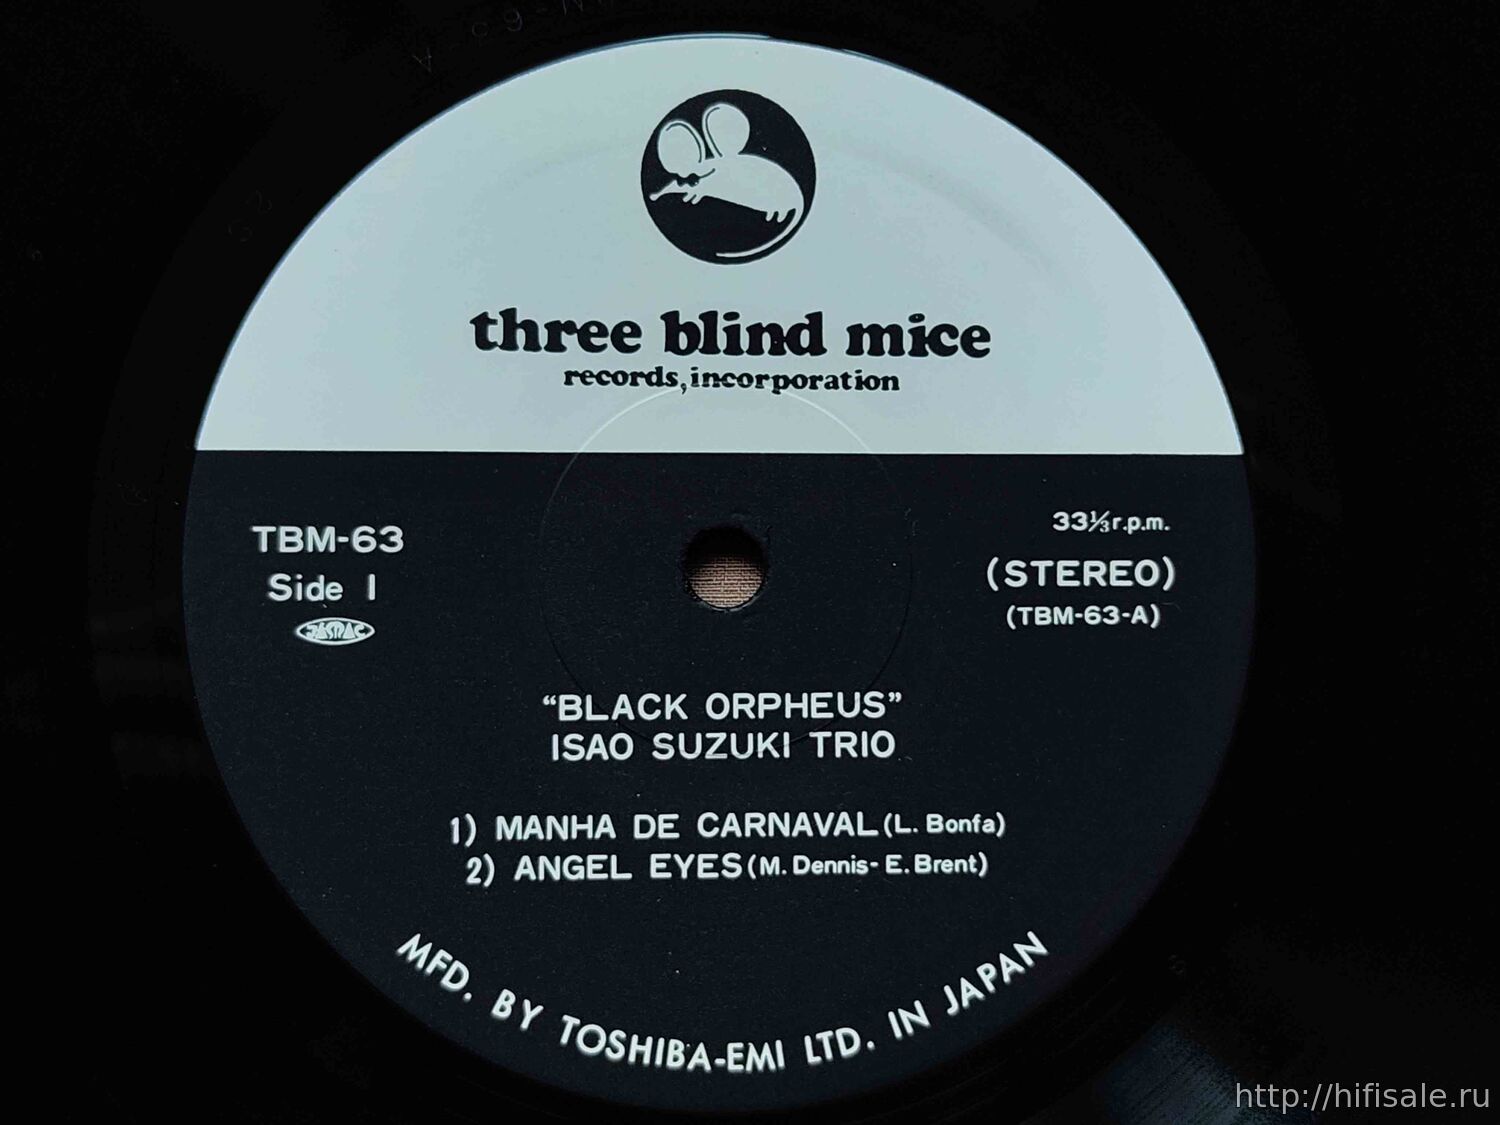 three blind mice
records, incorporation
TBM-63
Side 1
JASRAC
33⅓ r.p.m.
(STEREO)
(TBM-63-A)
“BLACK ORPHEUS”
ISAO SUZUKI TRIO
1) MANHA DE CARNAVAL (L. Bonfa)
2) ANGEL EYES (M. Dennis- E. Brent)
MFD. BY TOSHIBA-EMI LTD. IN JAPAN
http://hifisale.ru